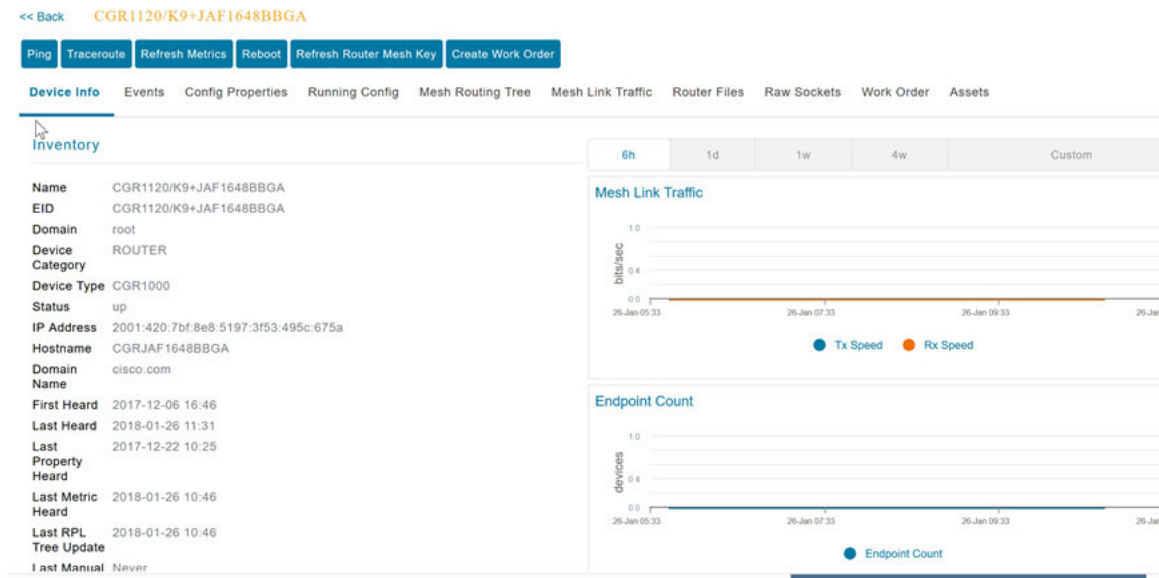 << Back CGR1120/K9+JAF1648BBGA
Ping Traceroute Refresh Metrics Reboot Refresh Router Mesh Key Create Work Order
Device Info Events Config Properties Running Config Mesh Routing Tree Mesh Link Traffic Router Files Raw Sockets Work Order Assets
Inventory
Name CGR1120/K9+JAF1648BBGA
EID CGR1120/K9+JAF1648BBGA
Domain root
Device ROUTER
Category
Device Type CGR1000
Status up
IP Address 2001:420:7bf:8e8:5197:3f53:495c:675a
Hostname CGRJAF1648BBGA
Domain cisco.com
Name
First Heard 2017-12-06 16:46
Last Heard 2018-01-26 11:31
Last 2017-12-22 10:25
Property
Heard
Last Metric 2018-01-26 10:46
Heard
Last RPL 2018-01-26 10:46
Tree Update
Last Manual Never
6h 1d 1w 4w Custom
Mesh Link Traffic
1.0
bits/sec
0.4
0.0
26-Jan 05:33 26-Jan 07:33 26-Jan 09:33 26-Jan
Tx Speed Rx Speed
Endpoint Count
1.0
devices
0.4
0.0
26-Jan 05:33 26-Jan 07:33 26-Jan 09:33 26-Jan
Endpoint Count